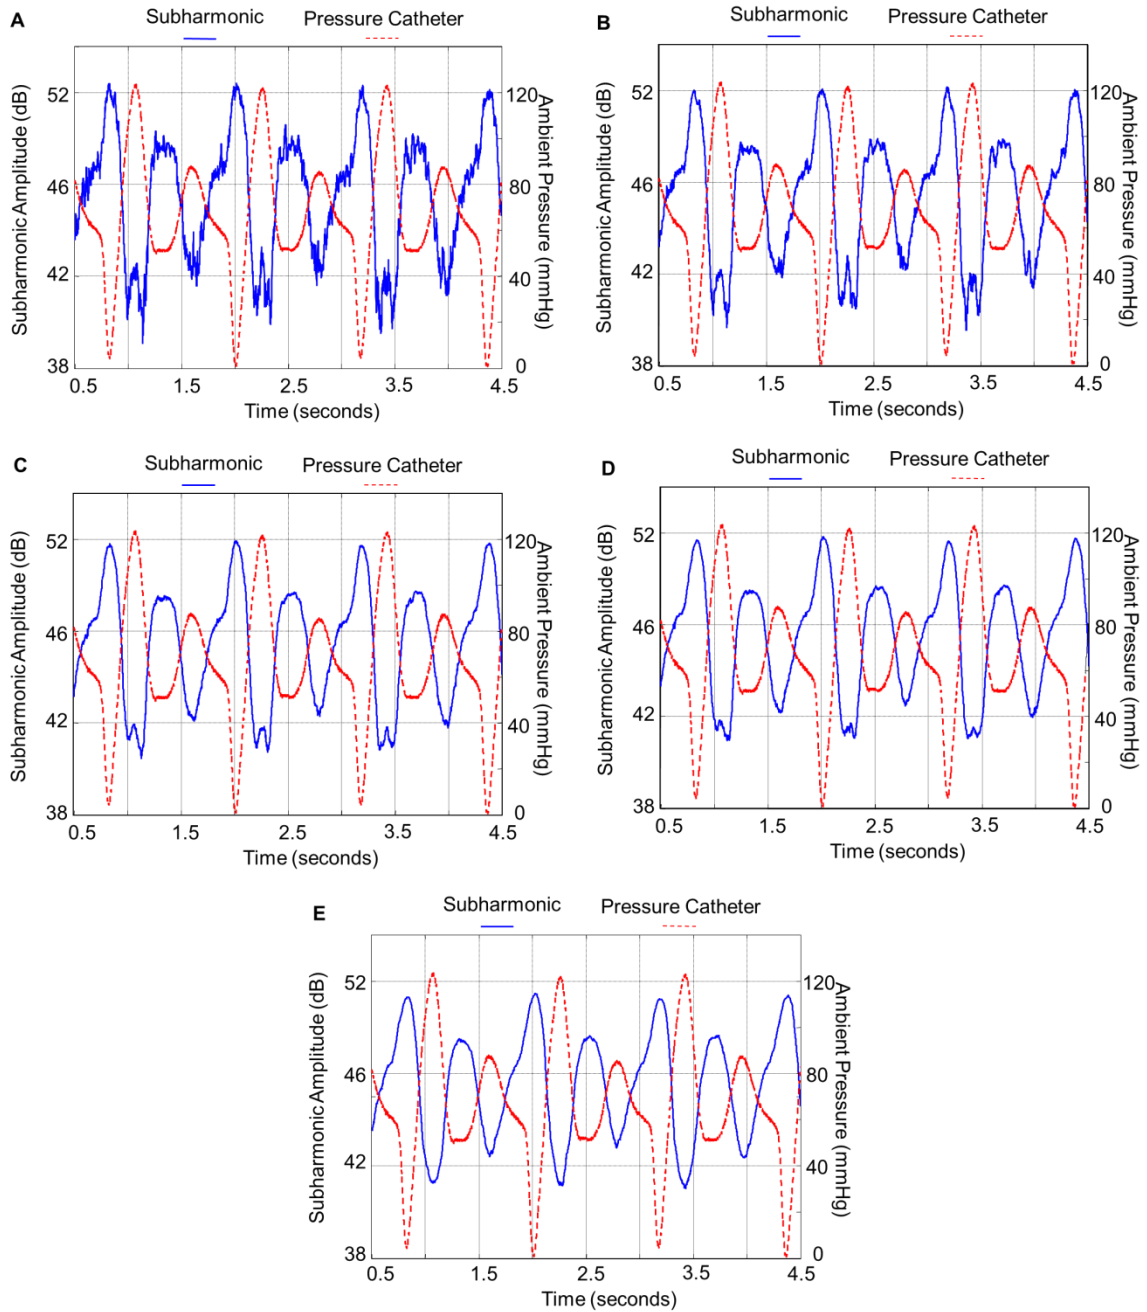 A
Subharmonic
Pressure Catheter
Subharmonic Amplitude (dB)
52
46
42
38
120
80
40
0
Ambient Pressure (mmHg)
0.5
1.5
2.5
3.5
4.5
Time (seconds)
B
Subharmonic
Pressure Catheter
Subharmonic Amplitude (dB)
52
46
42
38
120
80
40
0
Ambient Pressure (mmHg)
0.5
1.5
2.5
3.5
4.5
Time (seconds)
C
Subharmonic
Pressure Catheter
Subharmonic Amplitude (dB)
52
46
42
38
120
80
40
0
Ambient Pressure (mmHg)
0.5
1.5
2.5
3.5
4.5
Time (seconds)
D
Subharmonic
Pressure Catheter
Subharmonic Amplitude (dB)
52
46
42
38
120
80
40
0
Ambient Pressure (mmHg)
0.5
1.5
2.5
3.5
4.5
Time (seconds)
E
Subharmonic
Pressure Catheter
Subharmonic Amplitude (dB)
52
46
42
38
120
80
40
0
Ambient Pressure (mmHg)
0.5
1.5
2.5
3.5
4.5
Time (seconds)